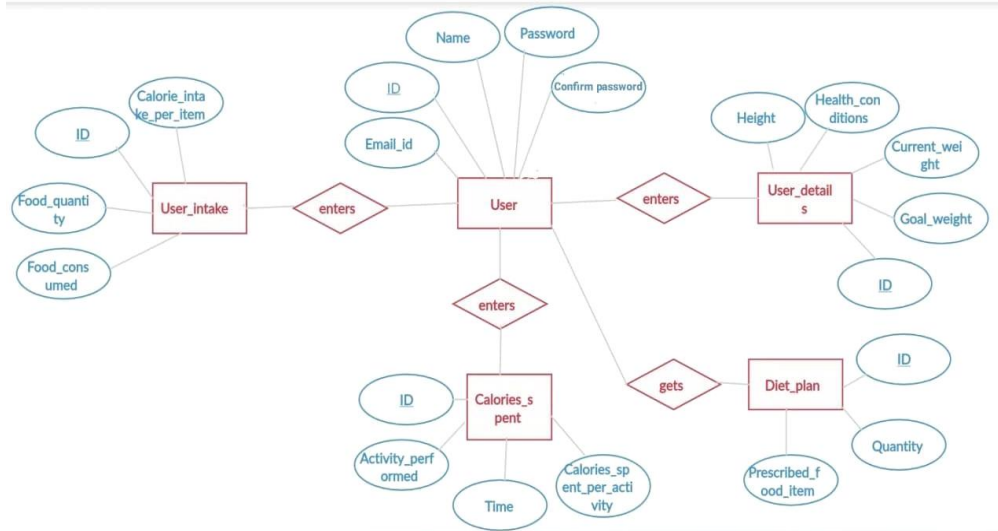 Name
Password
ID
Confirm password
Email_id
Calorie_inta
ke_per_item
ID
Food_quanti
ty
Food_cons
umed
User_intake
enters
User
enters
Height
Health_con
ditions
Current_wei
ght
Goal_weight
ID
User_detail
s
enters
Calories_s
pent
ID
Activity_perf
ormed
Time
Calories_sp
ent_per_acti
vity
gets
Diet_plan
ID
Quantity
Prescribed_f
ood_item